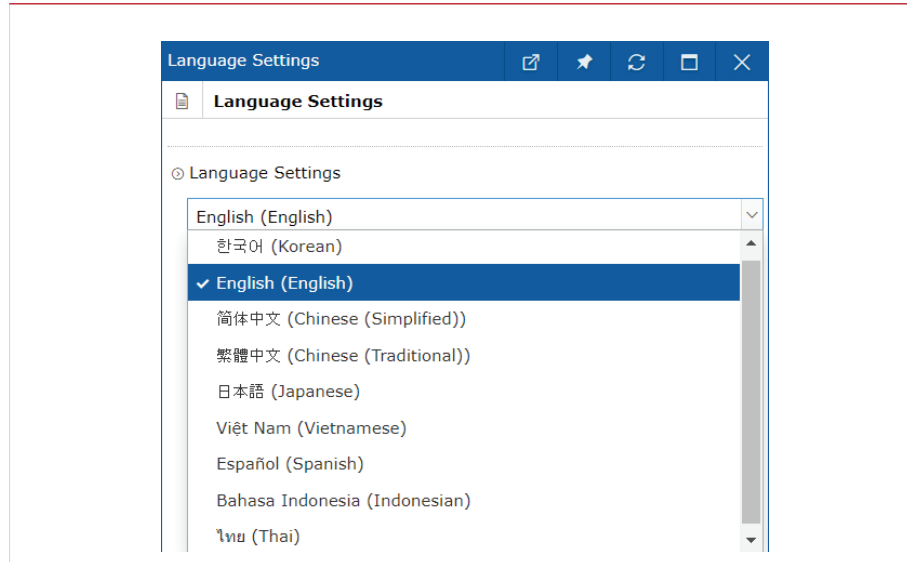 Language Settings
Language Settings
Language Settings
English (English)
한국어 (Korean)
English (English)
简体中文 (Chinese (Simplified))
繁體中文 (Chinese (Traditional))
日本語 (Japanese)
Việt Nam (Vietnamese)
Español (Spanish)
Bahasa Indonesia (Indonesian)
ไทย (Thai)